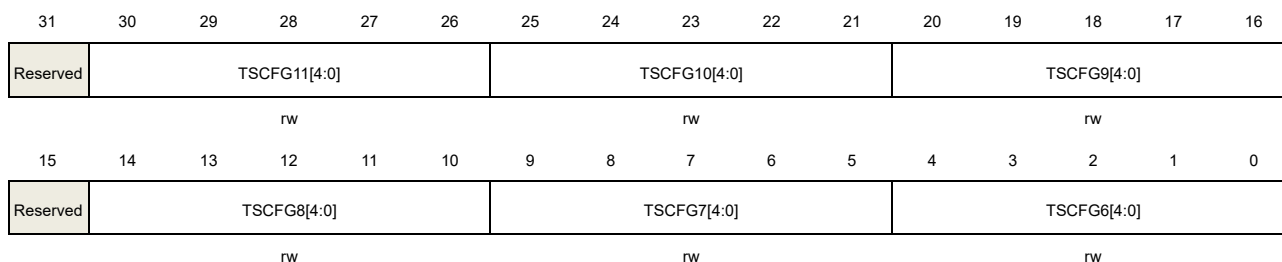 31 30 29 28 27 26 25 24 23 22 21 20 19 18 17 16
Reserved TSCFG11[4:0] TSCFG10[4:0] TSCFG9[4:0]
rw rw rw
15 14 13 12 11 10 9 8 7 6 5 4 3 2 1 0
Reserved TSCFG8[4:0] TSCFG7[4:0] TSCFG6[4:0]
rw rw rw